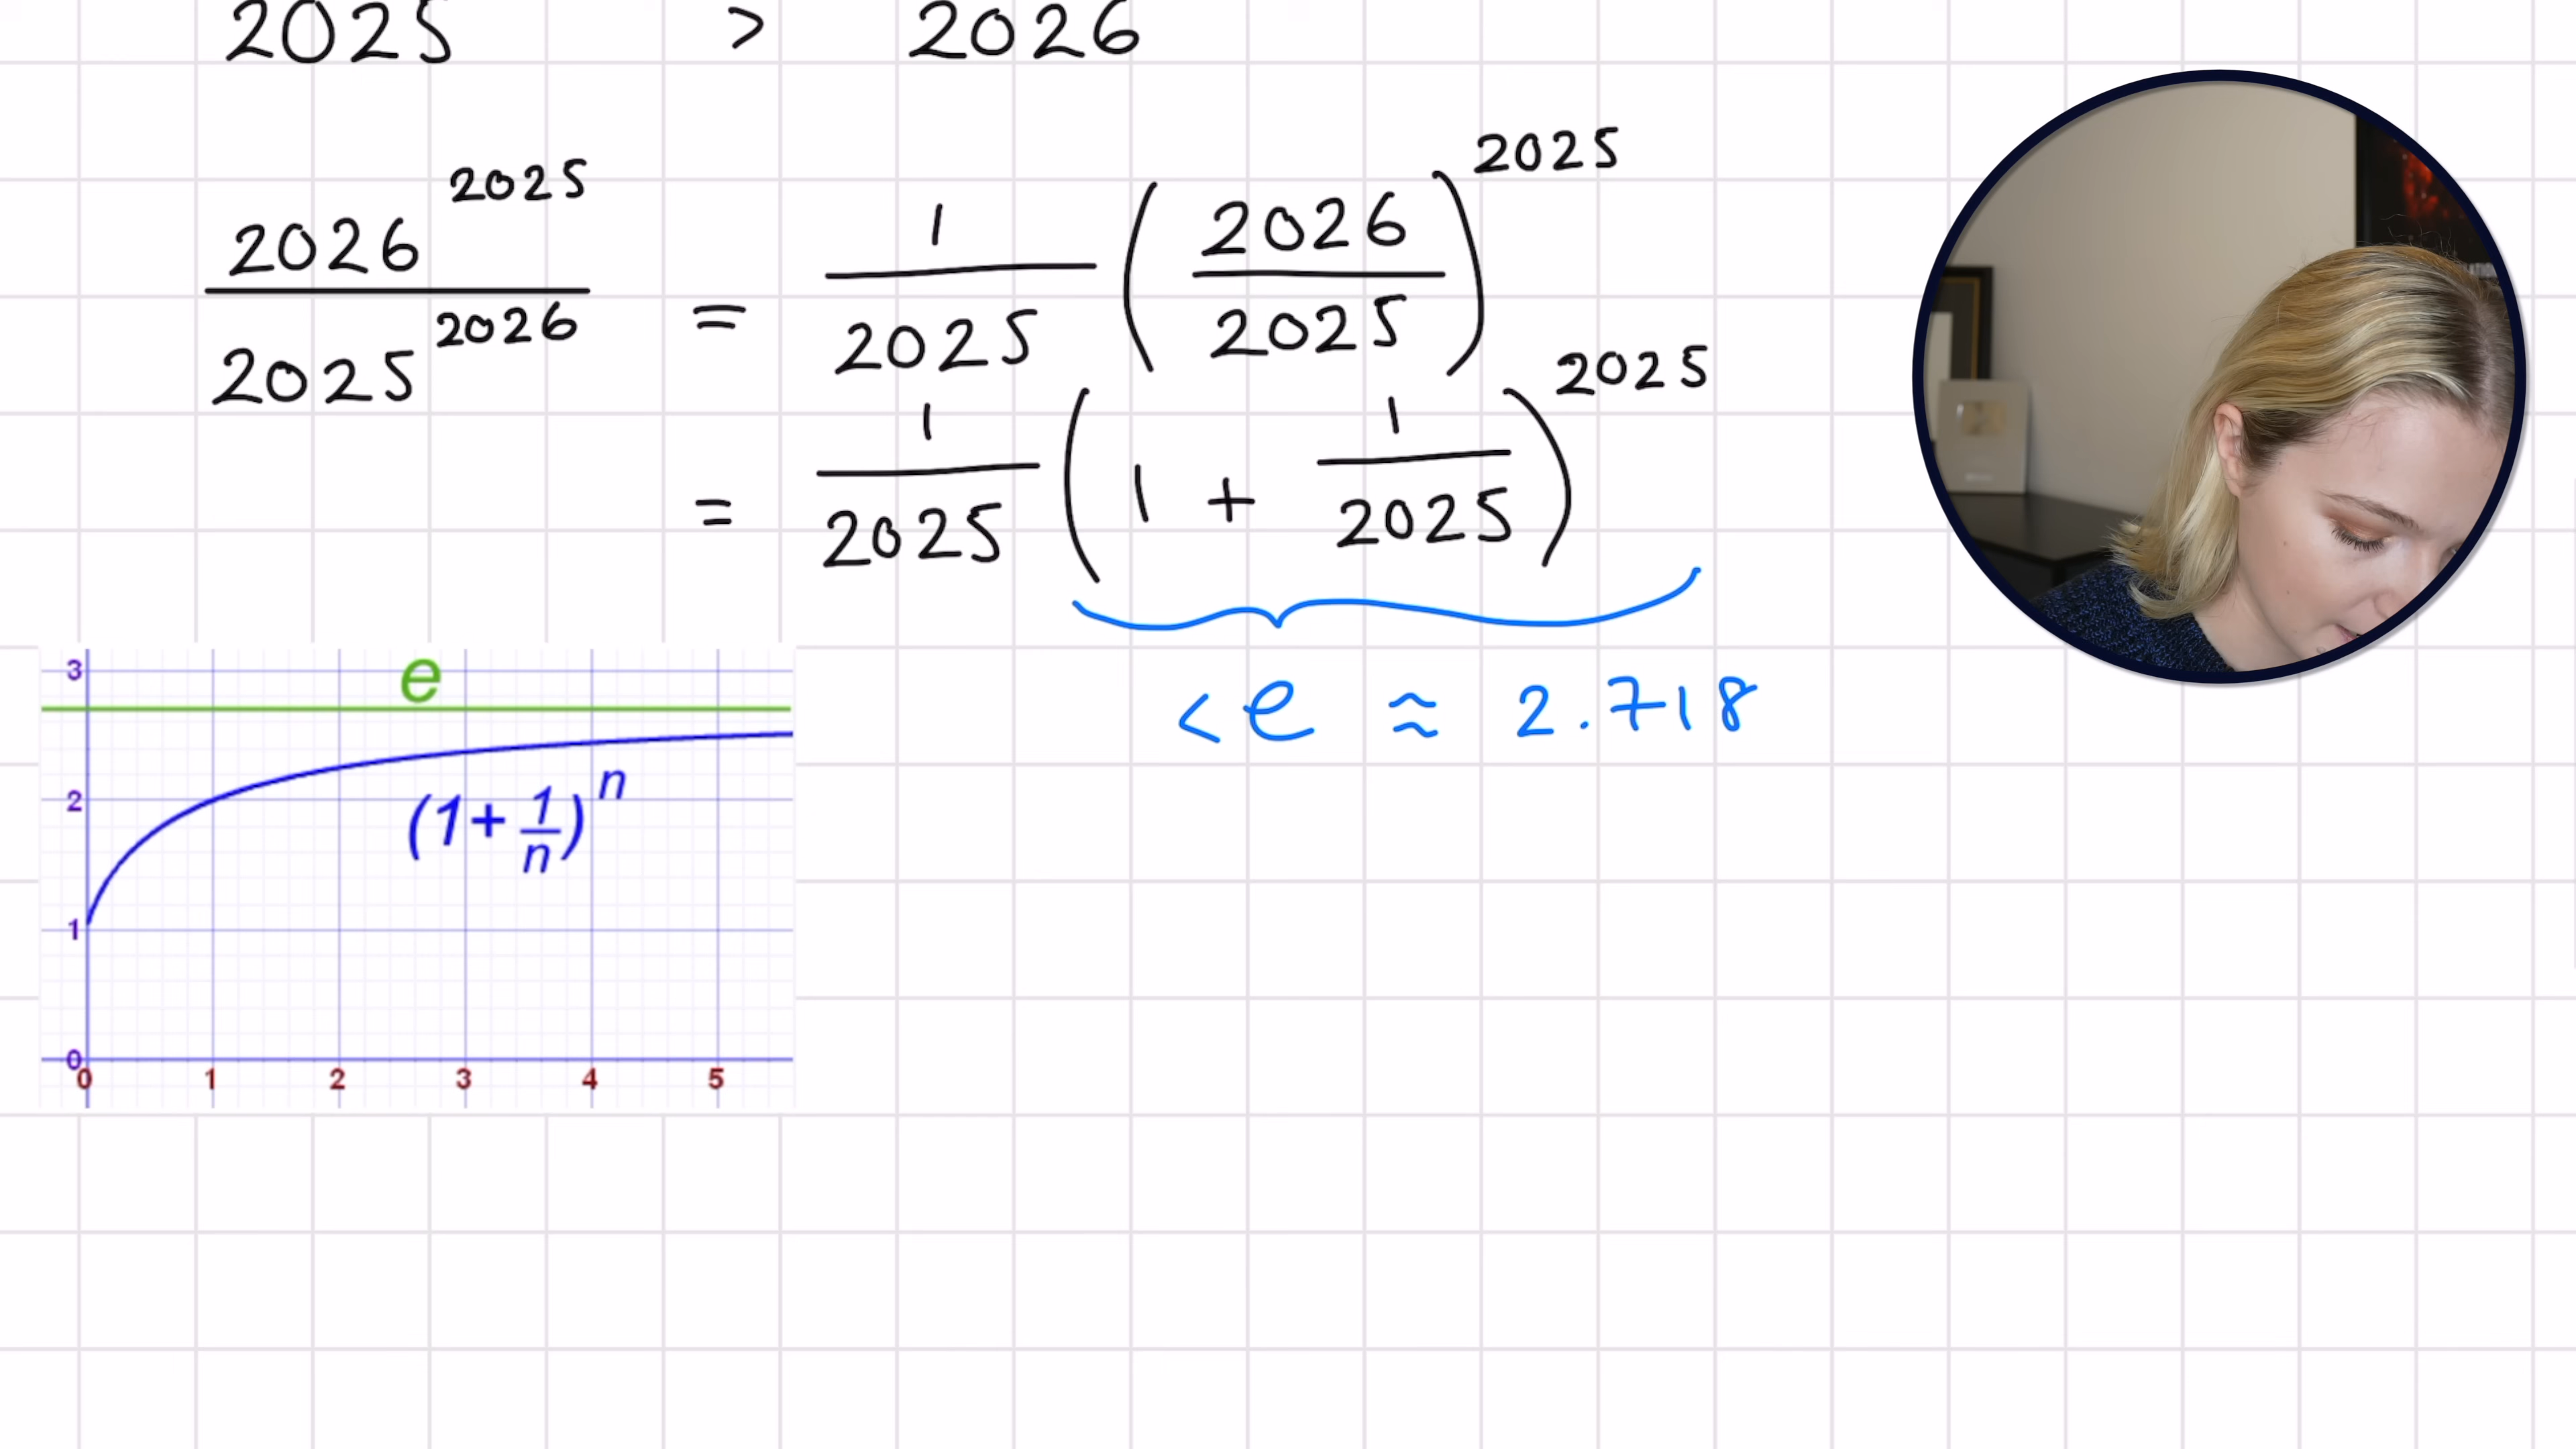 2025 > 2026
2026^2025 / 2025^2026 = 1/2025 (2026/2025)^2025
= 1/2025 (1 + 1/2025)^2025
< e ≈ 2.718
e
(1+1/n)^n
3
2
1
0
0 1 2 3 4 5